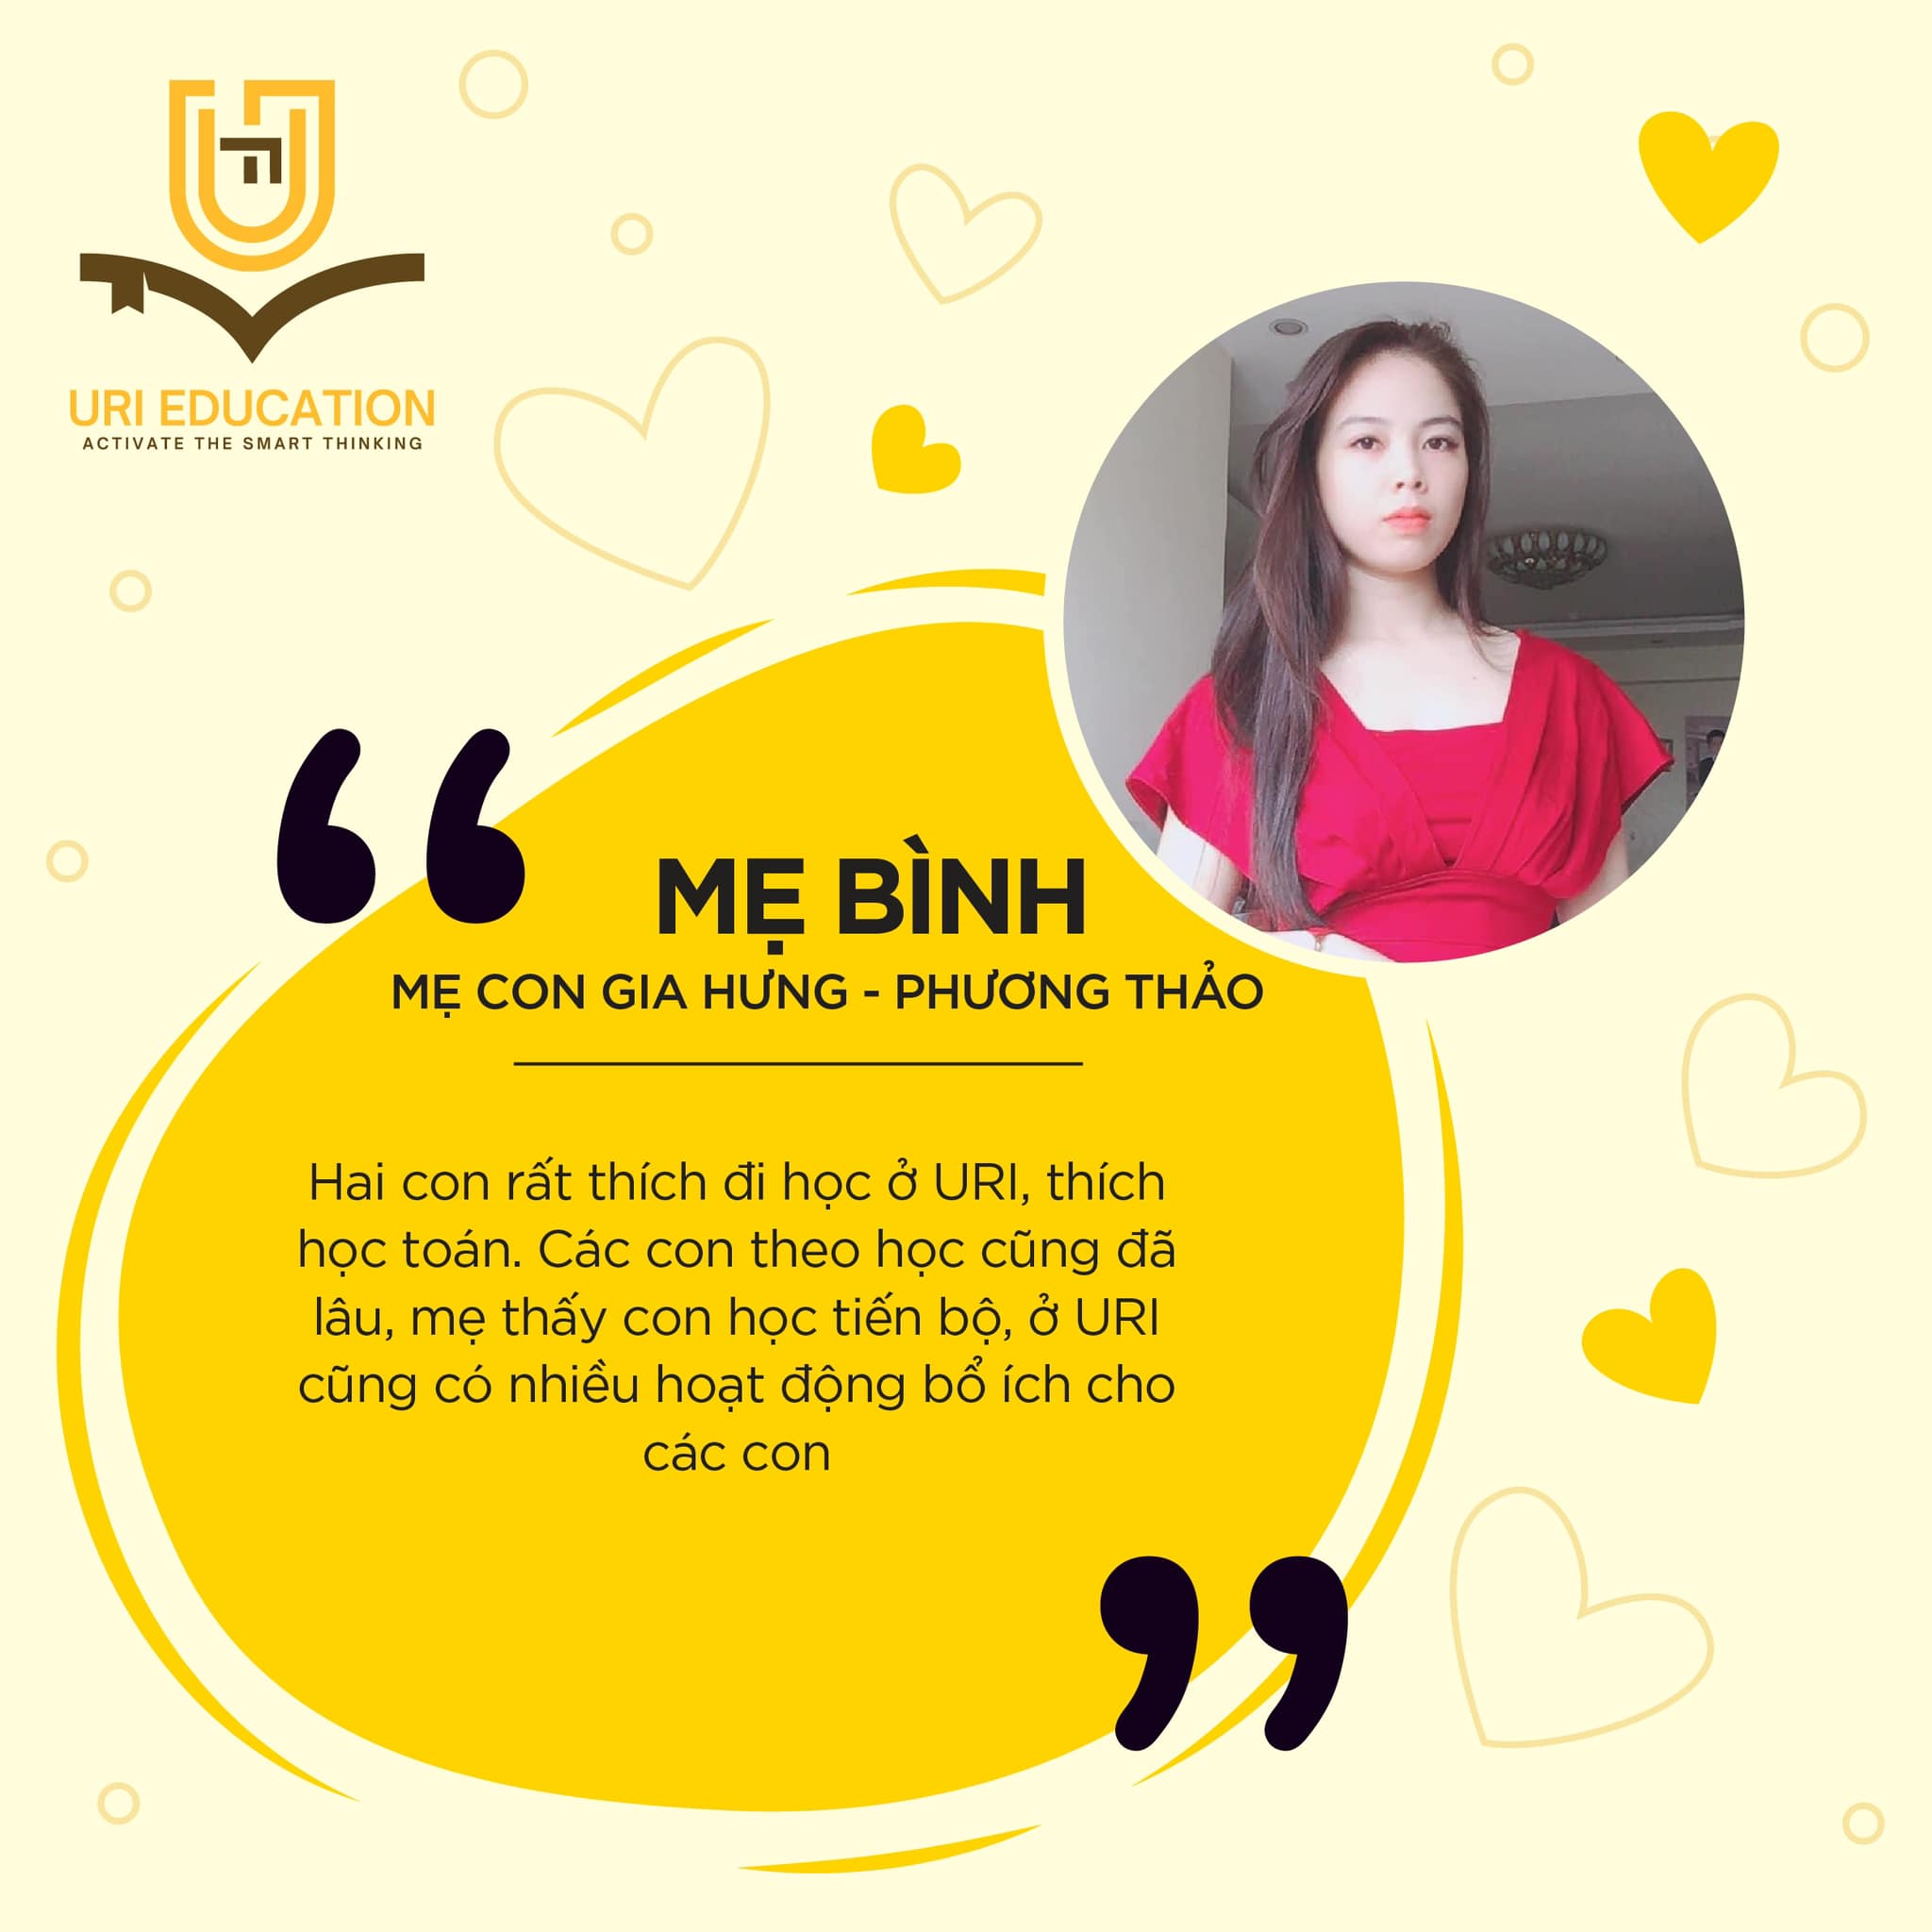 URI EDUCATION
ACTIVATE THE SMART THINKING
MẸ BÌNH
MẸ CON GIA HƯNG - PHƯƠNG THẢO
Hai con rất thích đi học ở URI, thích
học toán. Các con theo học cũng đã
lâu, mẹ thấy con học tiến bộ, ở URI
cũng có nhiều hoạt động bổ ích cho
các con